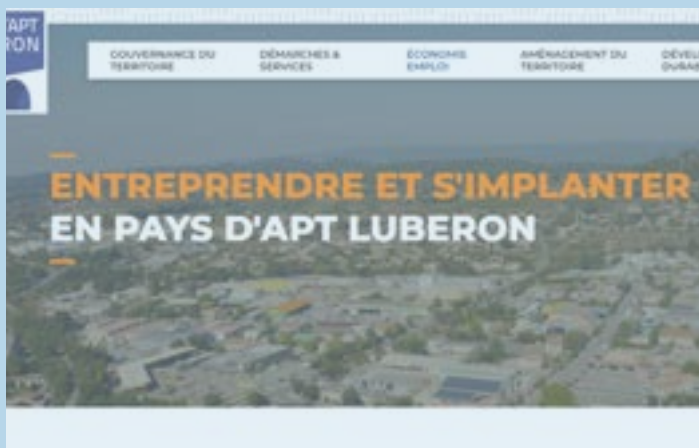 APT
RON
GOUVERNANCE DU TERRITOIRE
DÉMARCHES & SERVICES
ÉCONOMIE EMPLOI
AMÉNAGEMENT DU TERRITOIRE
ENTREPRENDRE ET S'IMPLANTER
EN PAYS D'APT LUBERON